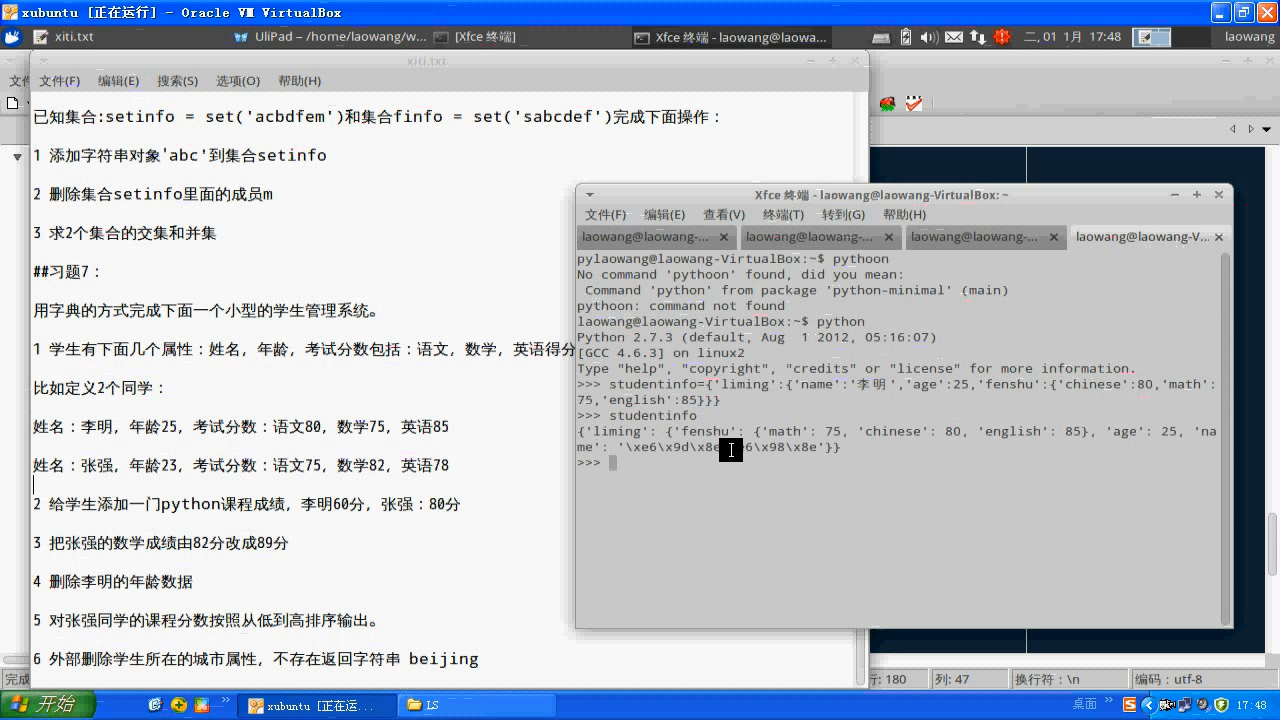 xubuntu [正在运行] - Oracle VM VirtualBox
xiti.txt
UliPad – /home/laowang/w...
[Xfce 终端]
Xfce 终端 - laowang@laowa...
二, 01 1月 17:48
laowang
xiti.txt
文件(F) 编辑(E) 搜索(S) 选项(O) 帮助(H)
已知集合:setinfo = set('acbdfem')和集合finfo = set('sabcdef')完成下面操作：
1 添加字符串对象'abc'到集合setinfo
2 删除集合setinfo里面的成员m
3 求2个集合的交集和并集
##习题7：
用字典的方式完成下面一个小型的学生管理系统。
1 学生有下面几个属性：姓名，年龄，考试分数包括：语文，数学，英语得分
比如定义2个同学：
姓名：李明，年龄25，考试分数：语文80，数学75，英语85
姓名：张强，年龄23，考试分数：语文75，数学82，英语78
2 给学生添加一门python课程成绩，李明60分，张强：80分
3 把张强的数学成绩由82分改成89分
4 删除李明的年龄数据
5 对张强同学的课程分数按照从低到高排序输出。
6 外部删除学生所在的城市属性，不存在返回字符串 beijing
Xfce 终端 - laowang@laowang-VirtualBox: ~
文件(F) 编辑(E) 查看(V) 终端(T) 转到(G) 帮助(H)
laowang@laowang-... laowang@laowang-... laowang@laowang-... laowang@laowang-V...
pylaowang@laowang-VirtualBox:~$ pythoon
No command 'pythoon' found, did you mean:
Command 'python' from package 'python-minimal' (main)
pythoon: command not found
laowang@laowang-VirtualBox:~$ python
Python 2.7.3 (default, Aug 1 2012, 05:16:07)
[GCC 4.6.3] on linux2
Type "help", "copyright", "credits" or "license" for more information.
>>> studentinfo={'liming':{'name':'李明','age':25,'fenshu':{'chinese':80,'math':
75,'english':85}}}
>>> studentinfo
{'liming': {'fenshu': {'math': 75, 'chinese': 80, 'english': 85}, 'age': 25, 'na
me': '\xe6\x9d\x8e 6\x98\x8e'}}
>>>
完成
行: 180 列: 47 换行符：\n 编码：utf-8
开始
xubuntu [正在运...
LS
桌面
17:48